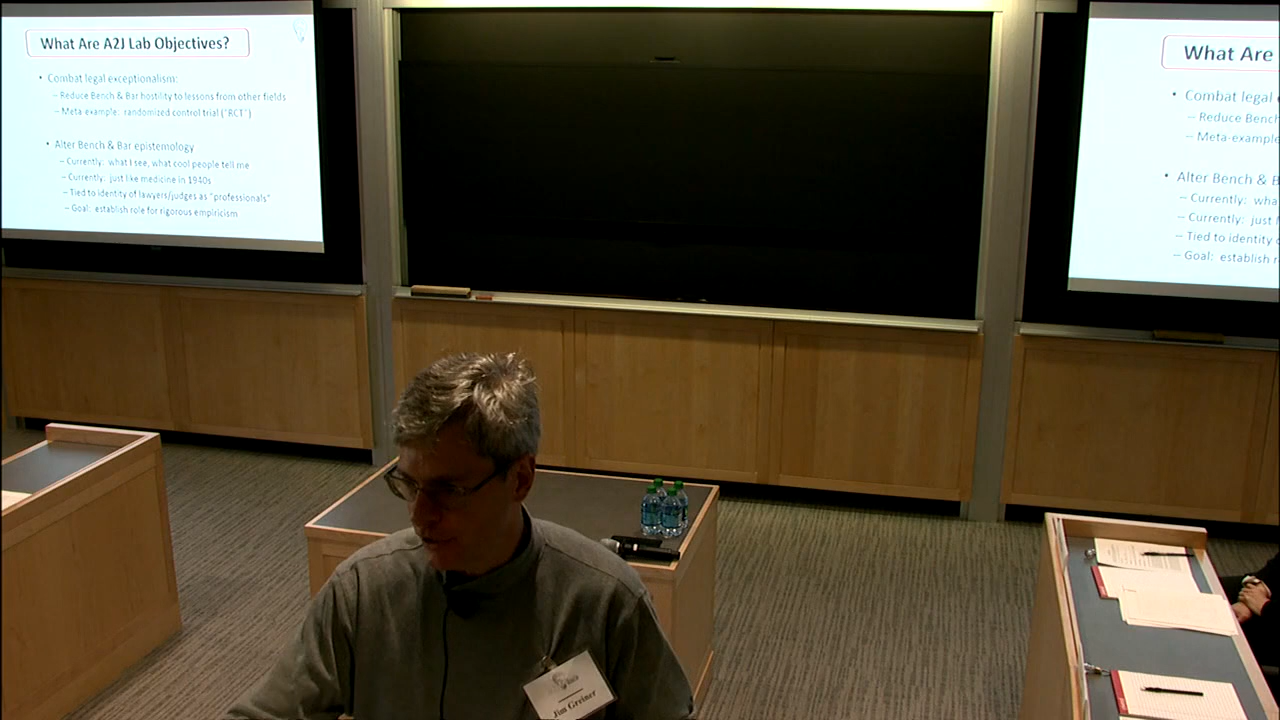 What Are A2J Lab Objectives?
• Combat legal exceptionalism:
– Reduce Bench & Bar hostility to lessons from other fields
– Meta example: randomized control trial ("RCT")
• Alter Bench & Bar epistemology
– Currently: what I see, what cool people tell me
– Currently: just like medicine in 1940s
– Tied to identity of lawyers/judges as "professionals"
– Goal: establish role for rigorous empiricism
What Are
• Combat legal
– Reduce Bench
– Meta-example
• Alter Bench & B
– Currently: wha
– Currently: just
– Tied to identity
– Goal: establish r
Jim Greiner